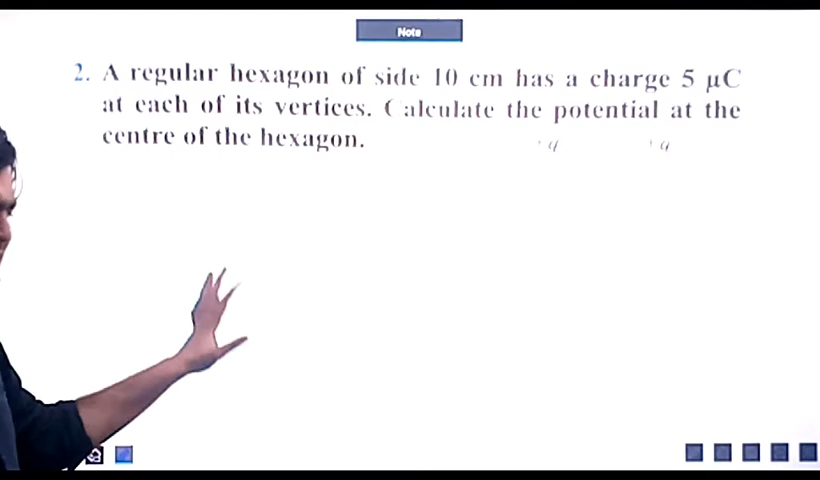 Note
2. A regular hexagon of side 10 cm has a charge 5 μC
at each of its vertices. Calculate the potential at the
centre of the hexagon.
q q